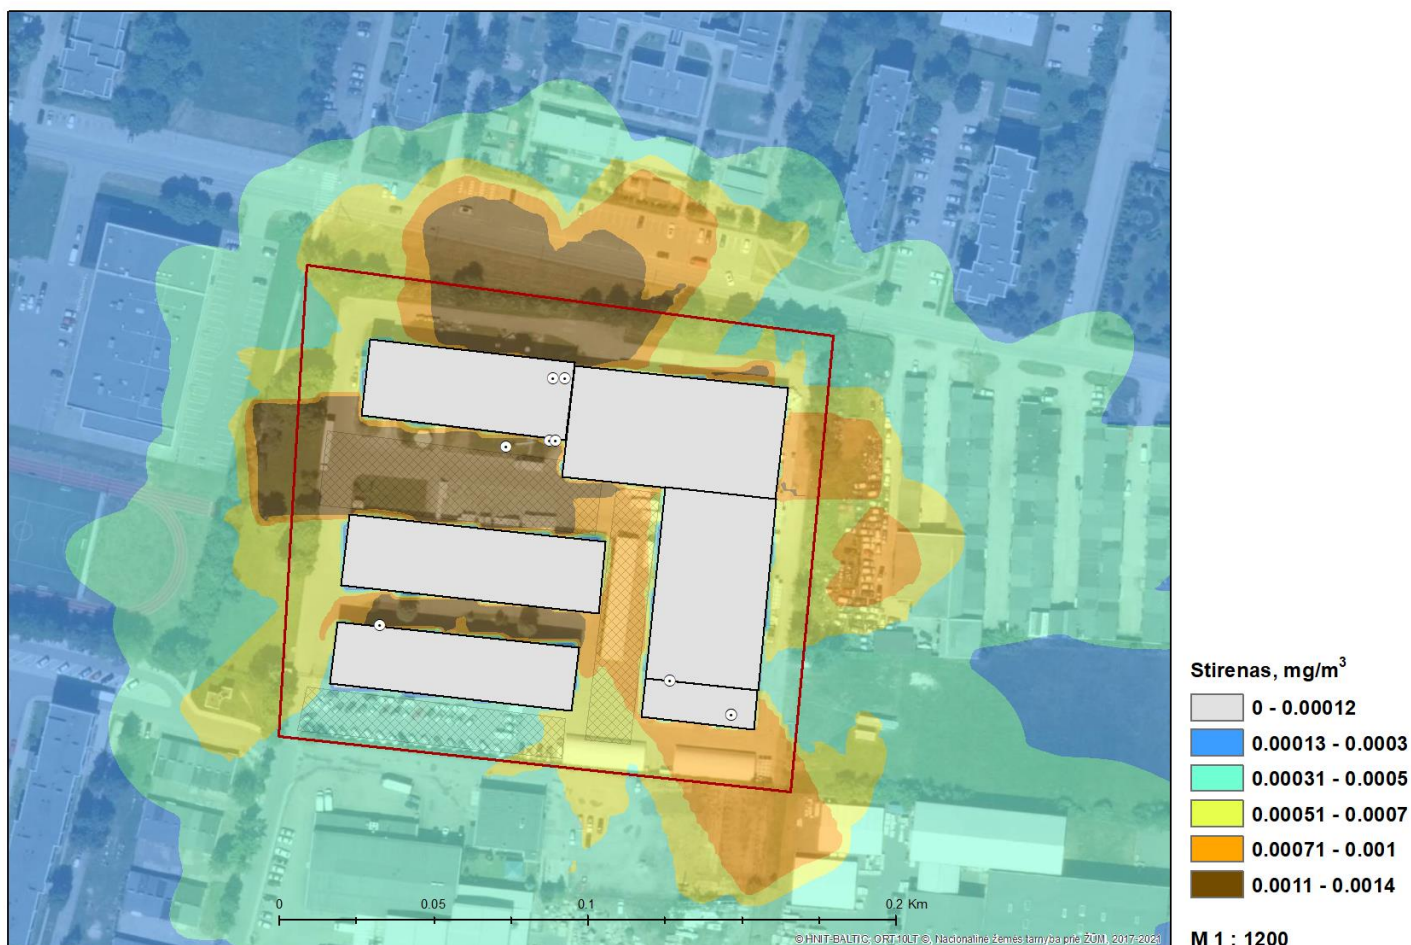 Stirenas, mg/m³
0 - 0.00012
0.00013 - 0.0003
0.00031 - 0.0005
0.00051 - 0.0007
0.00071 - 0.001
0.0011 - 0.0014
M 1 : 1200
0 0.05 0.1 0.2 Km
© HNIT-BALTIC, ORT10LT ©, Nacionalinė žemės tarnyba prie ŽŪM, 2017-2021